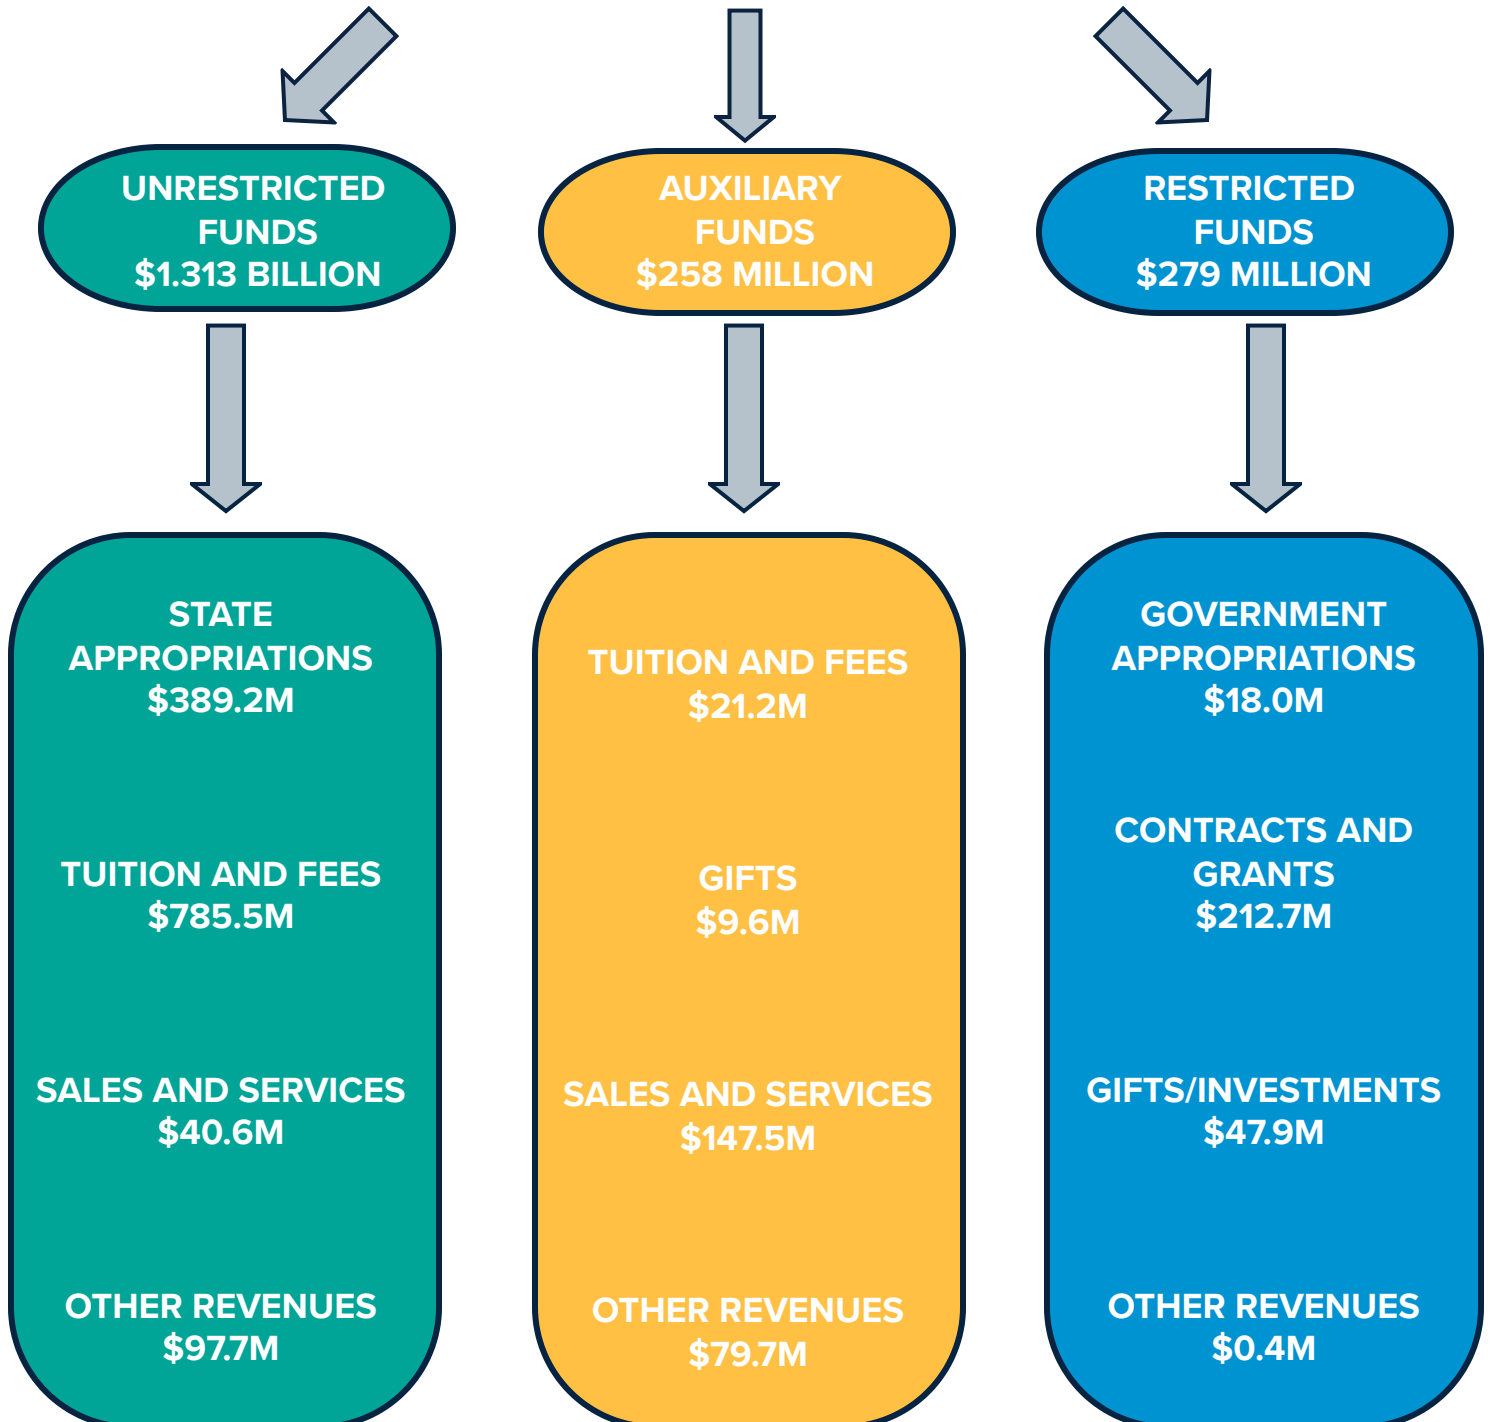 UNRESTRICTED
FUNDS
$1.313 BILLION
AUXILIARY
FUNDS
$258 MILLION
RESTRICTED
FUNDS
$279 MILLION
STATE
APPROPRIATIONS
$389.2M
TUITION AND FEES
$785.5M
SALES AND SERVICES
$40.6M
OTHER REVENUES
$97.7M
TUITION AND FEES
$21.2M
GIFTS
$9.6M
SALES AND SERVICES
$147.5M
OTHER REVENUES
$79.7M
GOVERNMENT
APPROPRIATIONS
$18.0M
CONTRACTS AND
GRANTS
$212.7M
GIFTS/INVESTMENTS
$47.9M
OTHER REVENUES
$0.4M